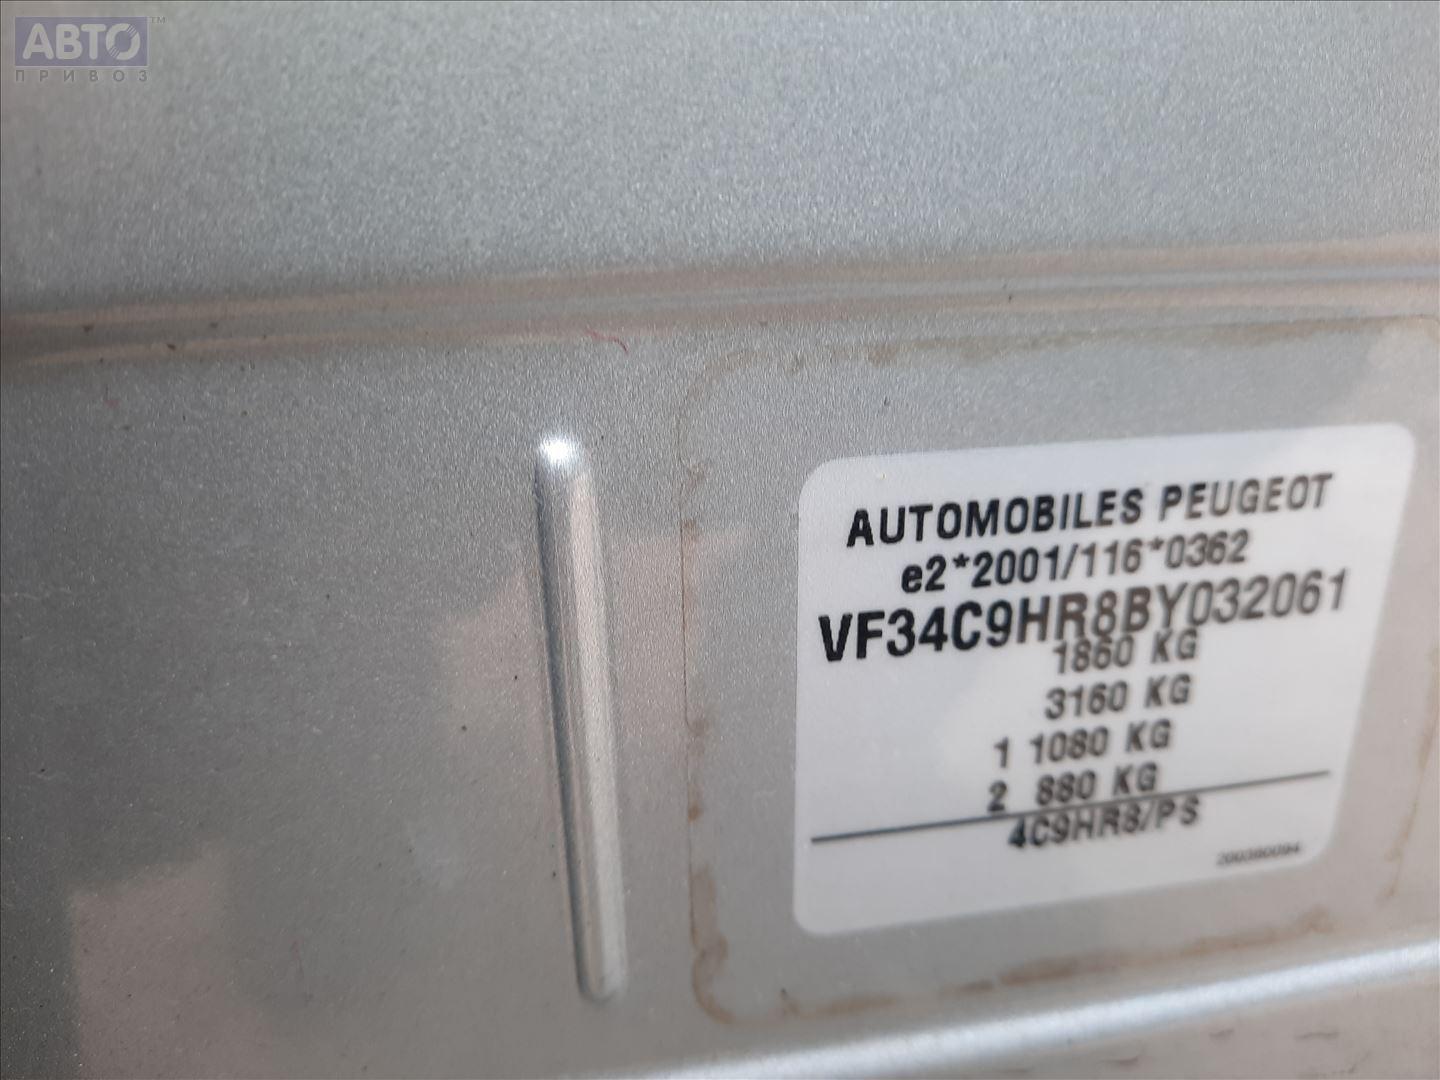 АВТО™
ПРИВОЗ
AUTOMOBILES PEUGEOT
e2*2001/116*0362
VF34C9HR8BY032061
1860 KG
3160 KG
1 1080 KG
2 880 KG
4C9HR8/PS